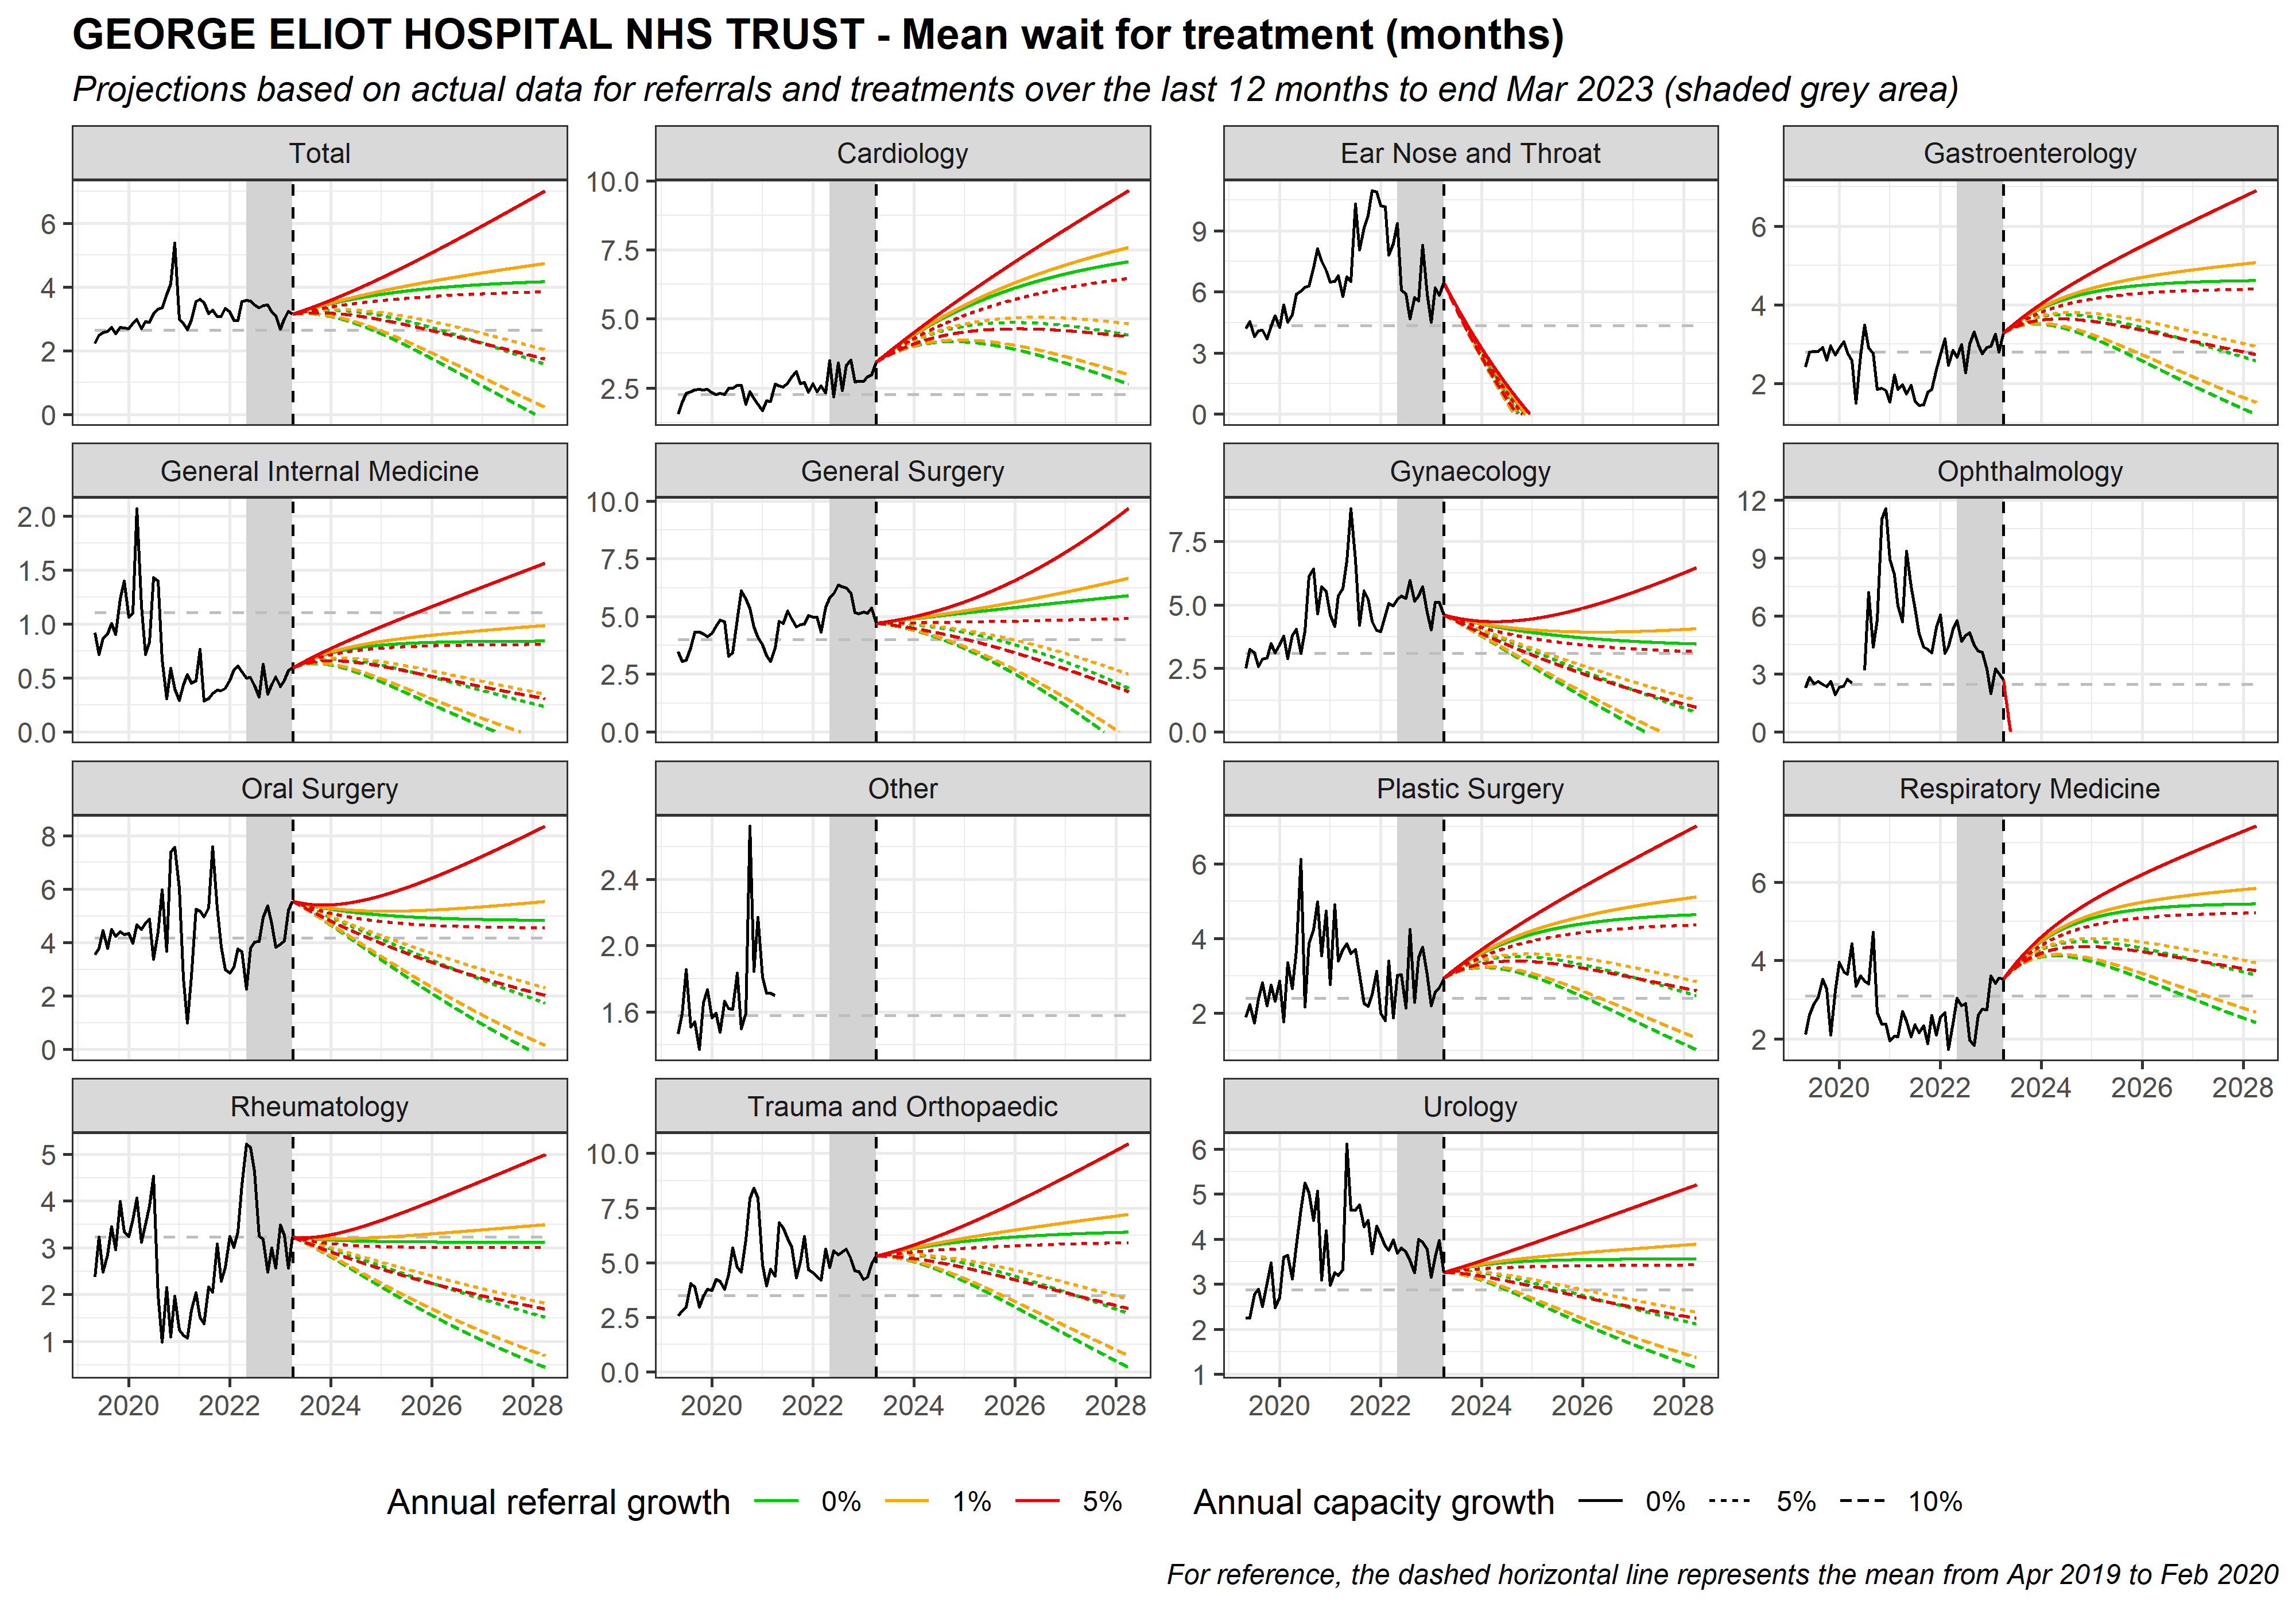 GEORGE ELIOT HOSPITAL NHS TRUST - Mean wait for treatment (months)
Projections based on actual data for referrals and treatments over the last 12 months to end Mar 2023 (shaded grey area)
Total
6
4
2
0
Cardiology
10.0
7.5
5.0
2.5
Ear Nose and Throat
9
6
3
0
Gastroenterology
6
4
2
General Internal Medicine
2.0
1.5
1.0
0.5
0.0
General Surgery
10.0
7.5
5.0
2.5
0.0
Gynaecology
7.5
5.0
2.5
0.0
Ophthalmology
12
9
6
3
0
Oral Surgery
8
6
4
2
0
Other
2.4
2.0
1.6
Plastic Surgery
6
4
2
Respiratory Medicine
6
4
2
2020 2022 2024 2026 2028
Rheumatology
5
4
3
2
1
2020 2022 2024 2026 2028
Trauma and Orthopaedic
10.0
7.5
5.0
2.5
0.0
2020 2022 2024 2026 2028
Urology
6
5
4
3
2
1
2020 2022 2024 2026 2028
Annual referral growth 0% 1% 5% Annual capacity growth 0% 5% 10%
For reference, the dashed horizontal line represents the mean from Apr 2019 to Feb 2020